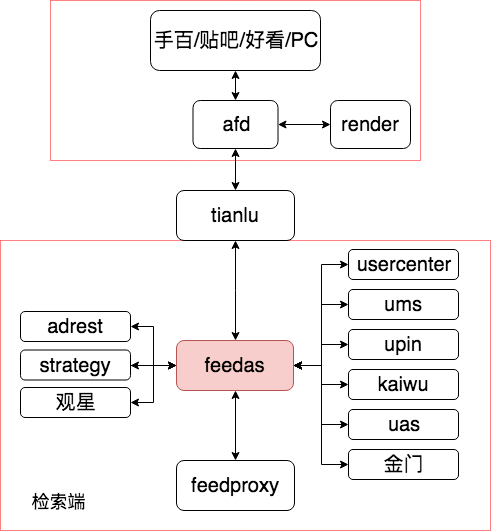 手百/贴吧/好看/PC
afd
render
tianlu
usercenter
ums
upin
kaiwu
uas
金门
adrest
strategy
观星
feedas
feedproxy
检索端